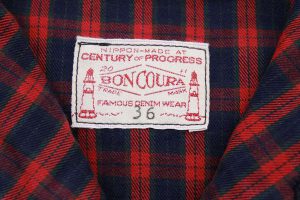 NIPPON-MADE AT
CENTURY OF PROGRESS
BONCOURA
TRADE MARK
FAMOUS DENIM WEAR
36